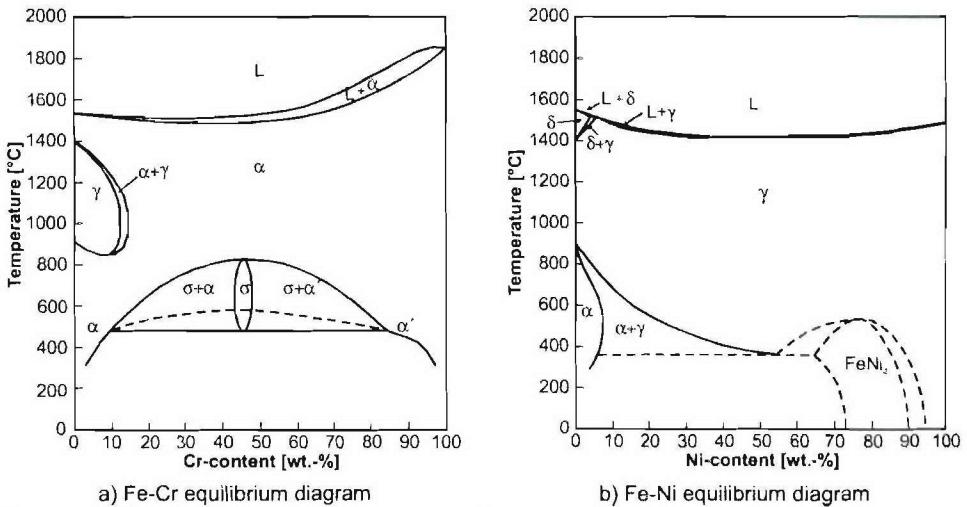 2000
1800
1600
1400
1200
1000
800
600
400
200
0
Temperature [°C]
L
L + α
α+γ
γ
α
σ+α
σ
σ+α´
α
α´
0 10 20 30 40 50 60 70 80 90 100
Cr-content [wt.-%]
a) Fe-Cr equilibrium diagram
2000
1800
1600
1400
1200
1000
800
600
400
200
0
Temperature [°C]
L + δ
L
L+γ
δ
δ+γ
γ
α
α+γ
FeNi₃
0 10 20 30 40 50 60 70 80 90 100
Ni-content [wt.-%]
b) Fe-Ni equilibrium diagram